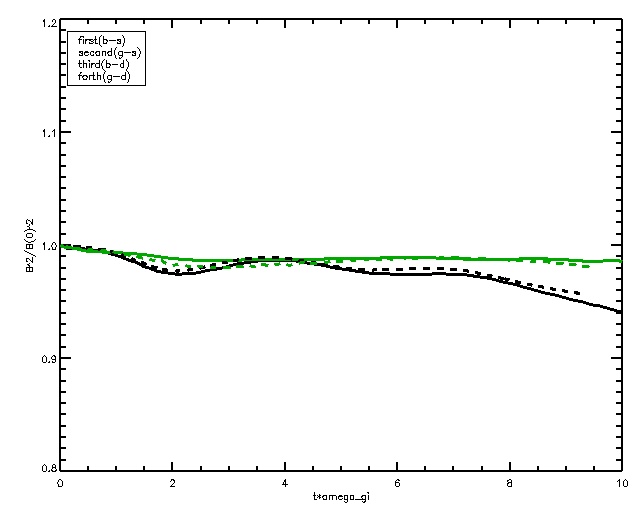 1.2
first(b-s)
second(g-s)
third(b-d)
forth(g-d)
1.1
1.0
B^2/B(0)^2
0.9
0.8
0 2 4 6 8 10
t*omega_gi